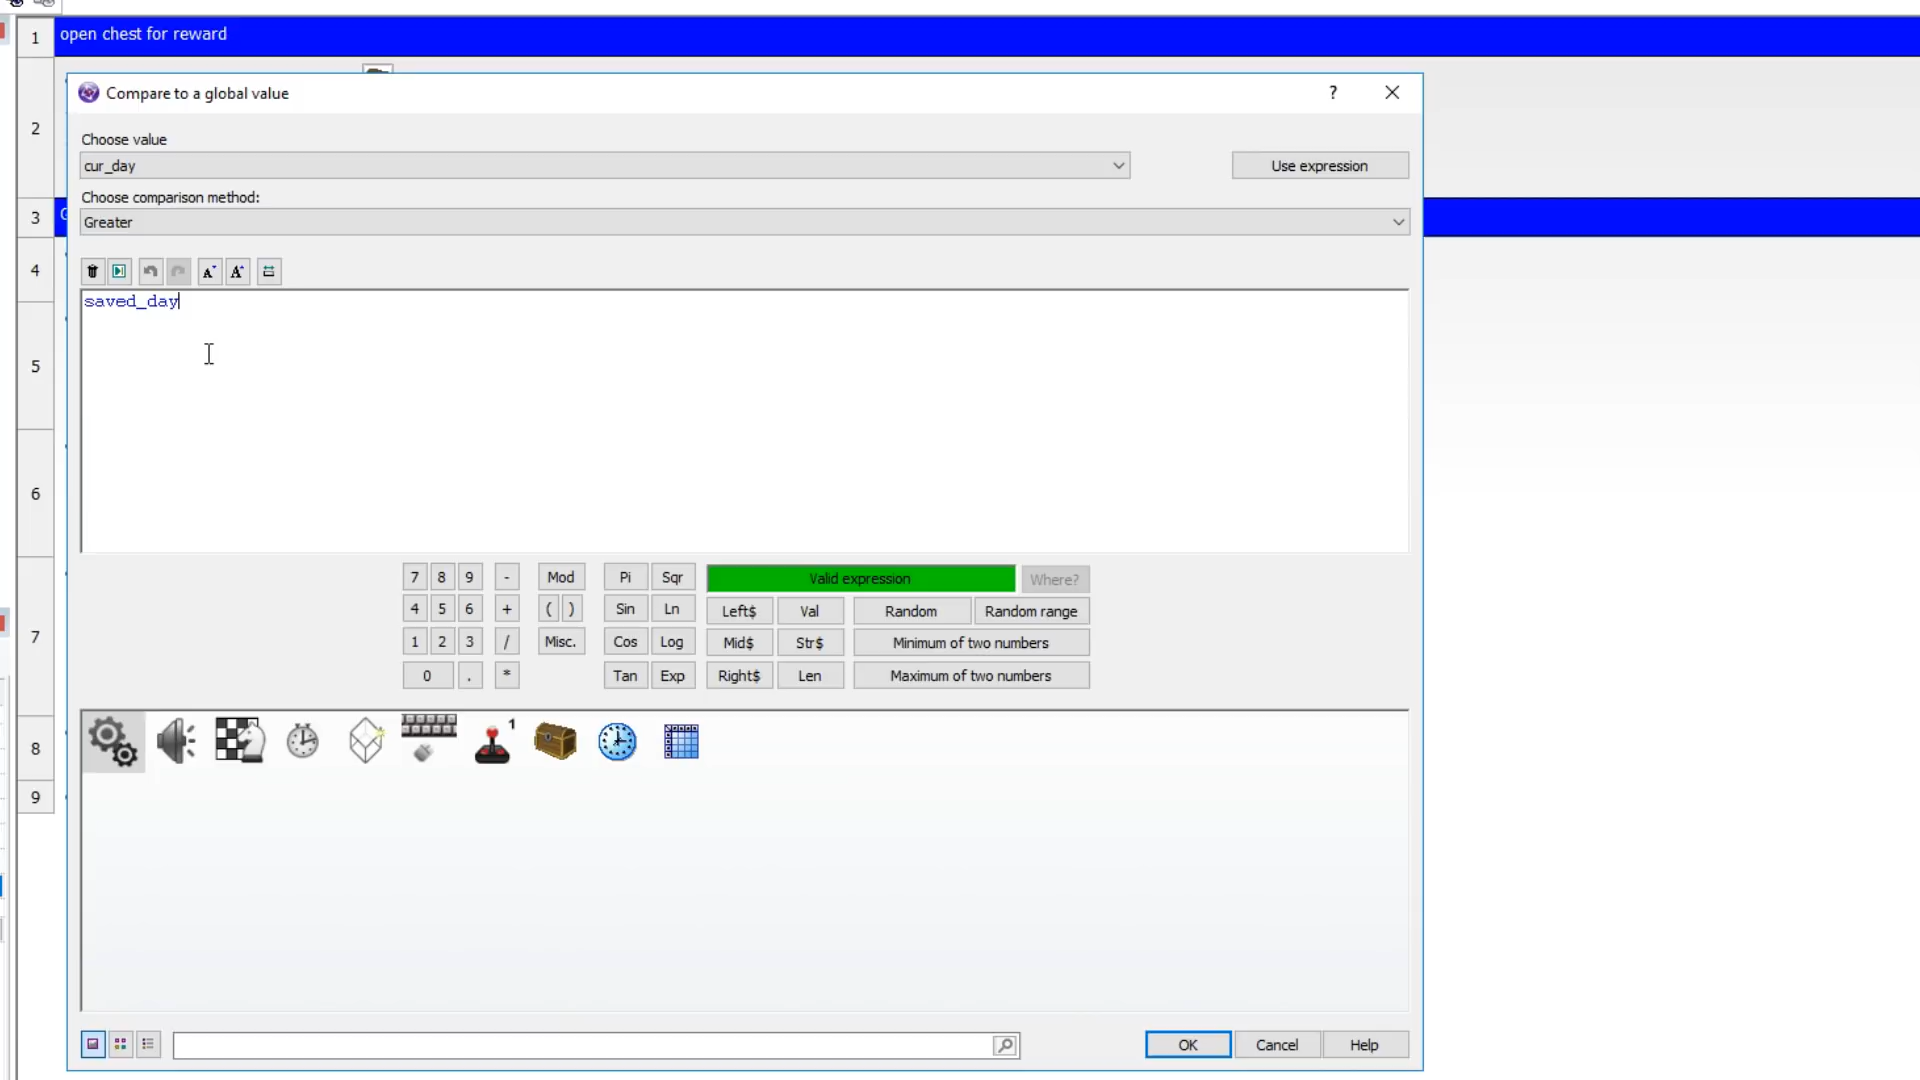 1
open chest for reward
Compare to a global value
?
2
Choose value
cur_day
Use expression
Choose comparison method:
3
Greater
4
saved_day
5
6
7 8 9 - Mod Pi Sqr Valid expression Where?
4 5 6 + ( ) Sin Ln Left$ Val Random Random range
7
1 2 3 / Misc. Cos Log Mid$ Str$ Minimum of two numbers
0 . * Tan Exp Right$ Len Maximum of two numbers
8
1
9
OK Cancel Help